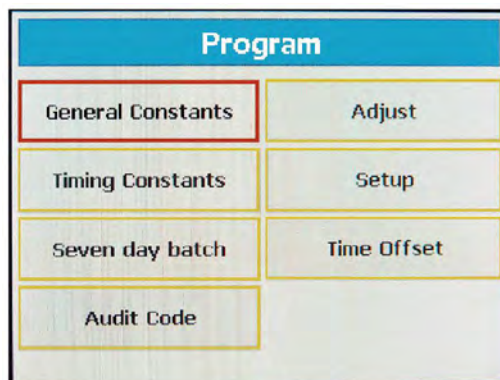 Program
General Constants
Adjust
Timing Constants
Setup
Seven day batch
Time Offset
Audit Code